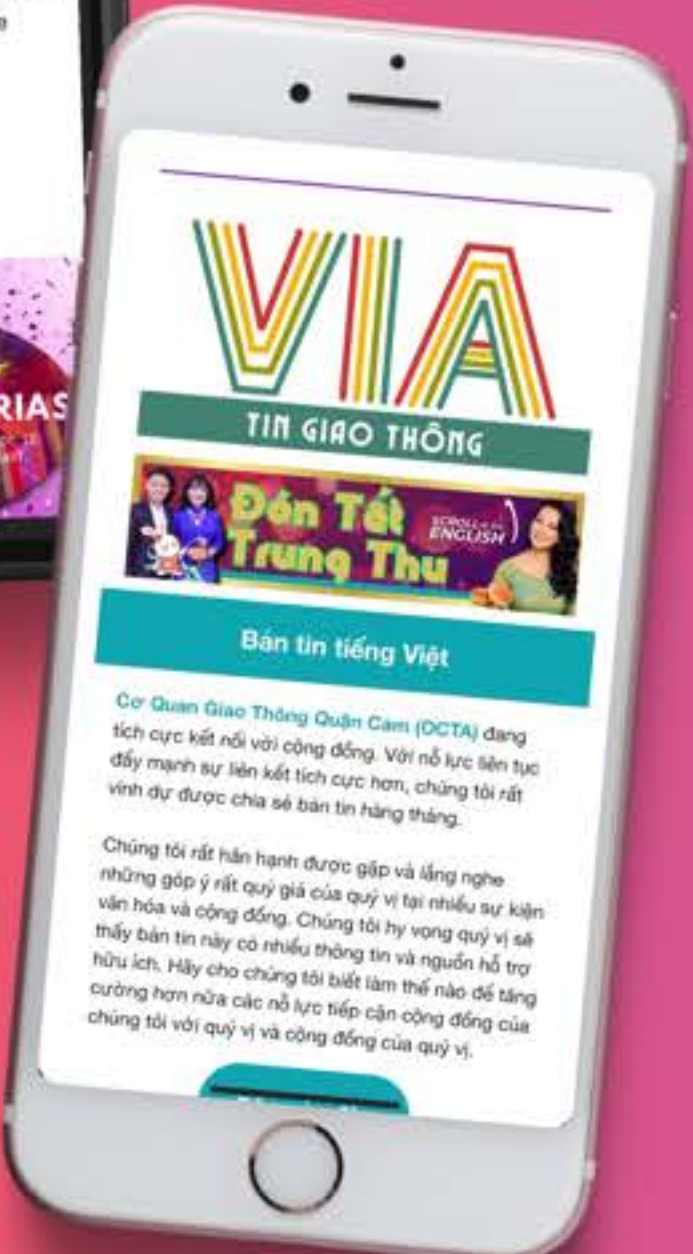 RIAS
VIA
TIN GIAO THÔNG
Đón Tết
Trung Thu
SCROLL
ENGLISH
Bản tin tiếng Việt
Cơ Quan Giao Thông Quận Cam (OCTA) đang
tích cực kết nối với cộng đồng. Với nỗ lực liên tục
đẩy mạnh sự liên kết tích cực hơn, chúng tôi rất
vinh dự được chia sẻ bản tin hàng tháng.
Chúng tôi rất hân hạnh được gặp và lắng nghe
những góp ý rất quý giá của quý vị tại nhiều sự kiện
văn hóa và cộng đồng. Chúng tôi hy vọng quý vị sẽ
thấy bản tin này có nhiều thông tin và nguồn hỗ trợ
hữu ích. Hãy cho chúng tôi biết làm thế nào để tăng
cường hơn nữa các nỗ lực tiếp cận cộng đồng của
chúng tôi với quý vị và cộng đồng của quý vị.